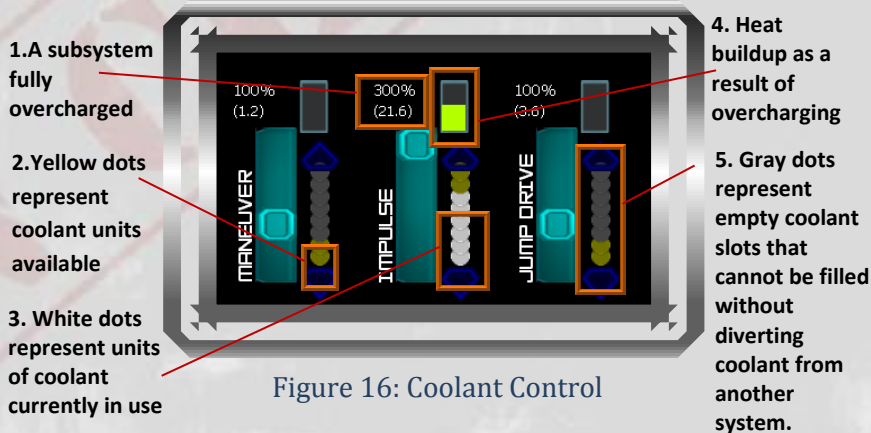 1.A subsystem
fully
overcharged
2.Yellow dots
represent
coolant units
available
3. White dots
represent units
of coolant
currently in use
100%
(1.2)
MANEUVER
300%
(21.6)
IMPULSE
100%
(3.6)
JUMP DRIVE
4. Heat
buildup as a
result of
overcharging
5. Gray dots
represent
empty coolant
slots that
cannot be filled
without
diverting
coolant from
another
system.
Figure 16: Coolant Control